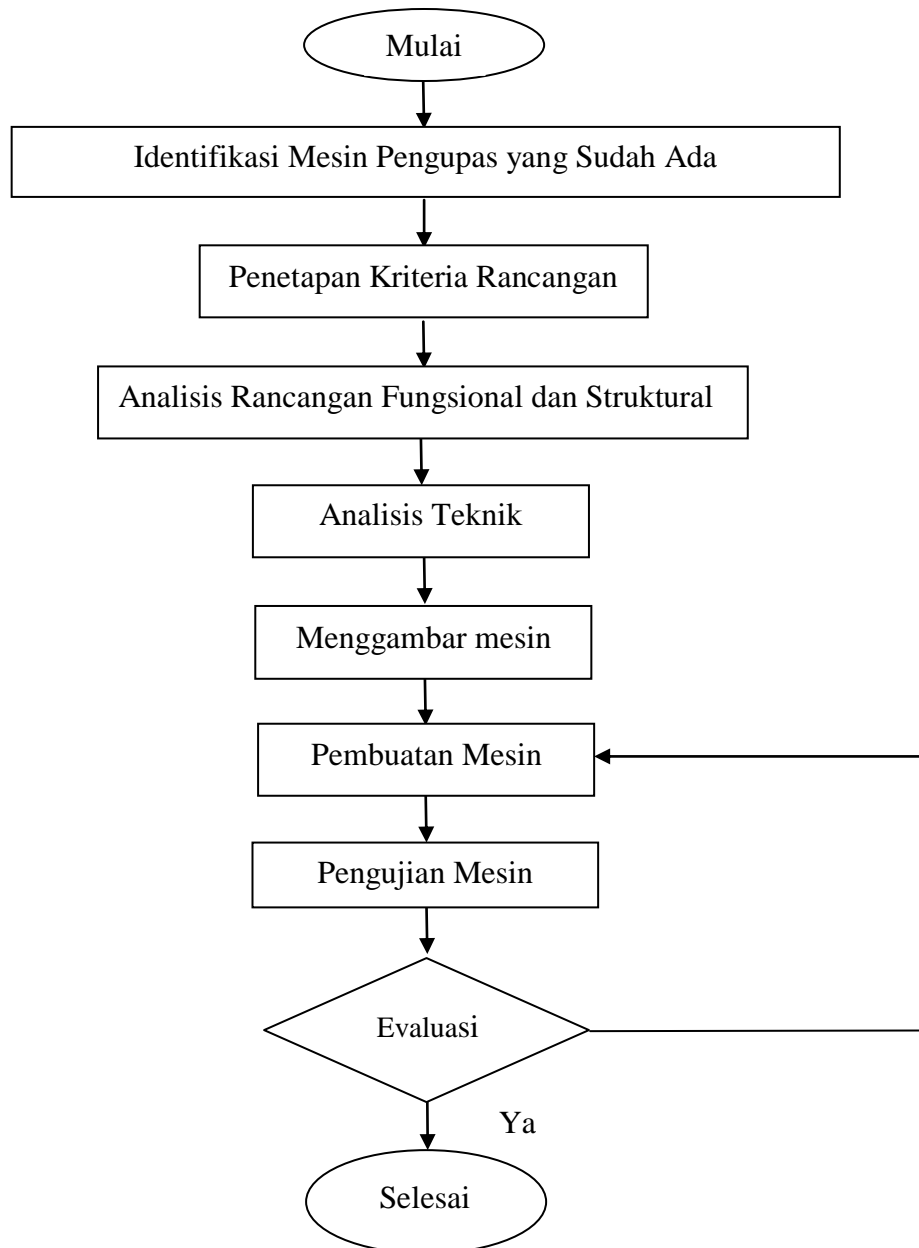 Mulai
Identifikasi Mesin Pengupas yang Sudah Ada
Penetapan Kriteria Rancangan
Analisis Rancangan Fungsional dan Struktural
Analisis Teknik
Menggambar mesin
Pembuatan Mesin
Pengujian Mesin
Evaluasi
Ya
Selesai